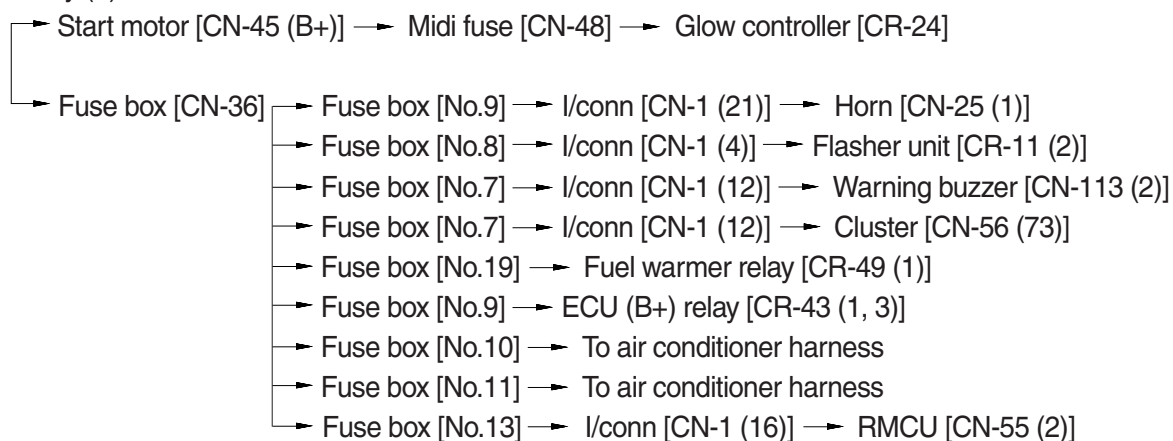 Start motor [CN-45 (B+)] → Midi fuse [CN-48] → Glow controller [CR-24]
Fuse box [CN-36] → Fuse box [No.9] → I/conn [CN-1 (21)] → Horn [CN-25 (1)]
→ Fuse box [No.8] → I/conn [CN-1 (4)] → Flasher unit [CR-11 (2)]
→ Fuse box [No.7] → I/conn [CN-1 (12)] → Warning buzzer [CN-113 (2)]
→ Fuse box [No.7] → I/conn [CN-1 (12)] → Cluster [CN-56 (73)]
→ Fuse box [No.19] → Fuel warmer relay [CR-49 (1)]
→ Fuse box [No.9] → ECU (B+) relay [CR-43 (1, 3)]
→ Fuse box [No.10] → To air conditioner harness
→ Fuse box [No.11] → To air conditioner harness
→ Fuse box [No.13] → I/conn [CN-1 (16)] → RMCU [CN-55 (2)]